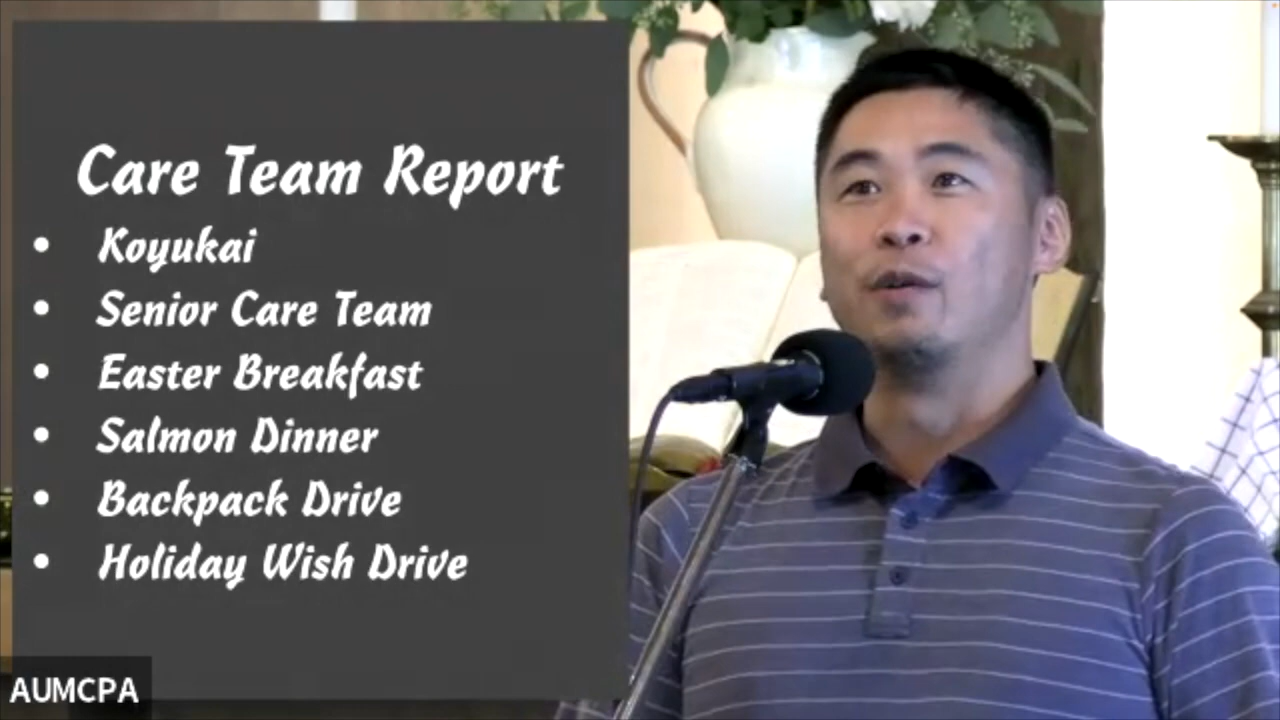 Care Team Report
• Koyukai
• Senior Care Team
• Easter Breakfast
• Salmon Dinner
• Backpack Drive
• Holiday Wish Drive
AUMCPA